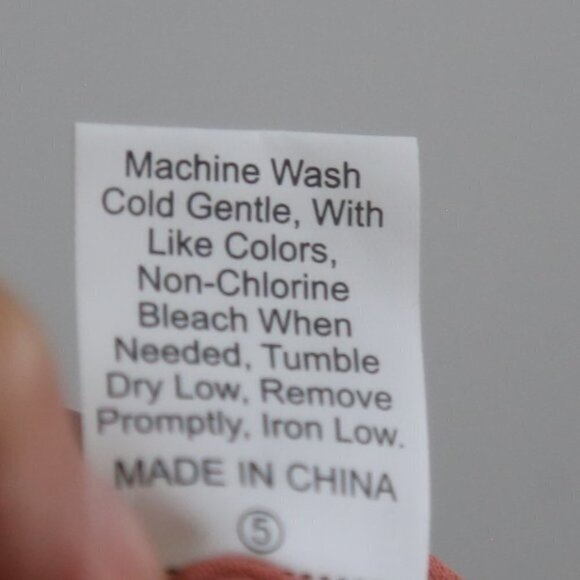 Machine Wash
Cold Gentle, With
Like Colors,
Non-Chlorine
Bleach When
Needed, Tumble
Dry Low, Remove
Promptly, Iron Low.
MADE IN CHINA
5